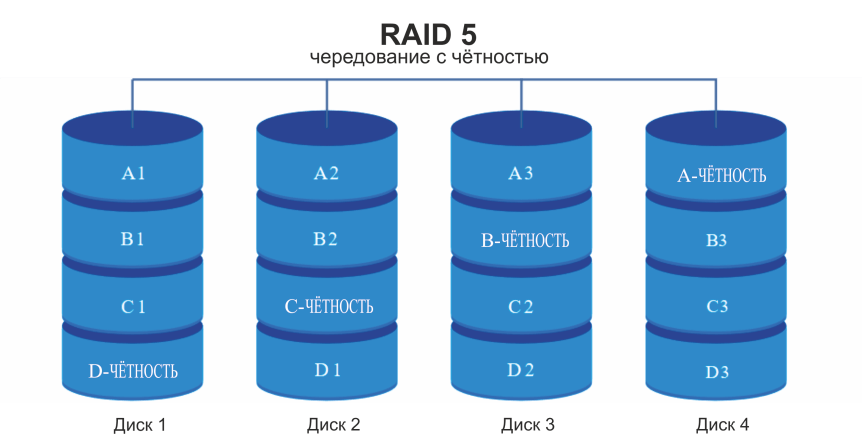 RAID 5
чередование с чётностью
A1 A2 A3 A-ЧЁТНОСТЬ
B1 B2 B-ЧЁТНОСТЬ B3
C1 C-ЧЁТНОСТЬ C2 C3
D-ЧЁТНОСТЬ D1 D2 D3
Диск 1 Диск 2 Диск 3 Диск 4